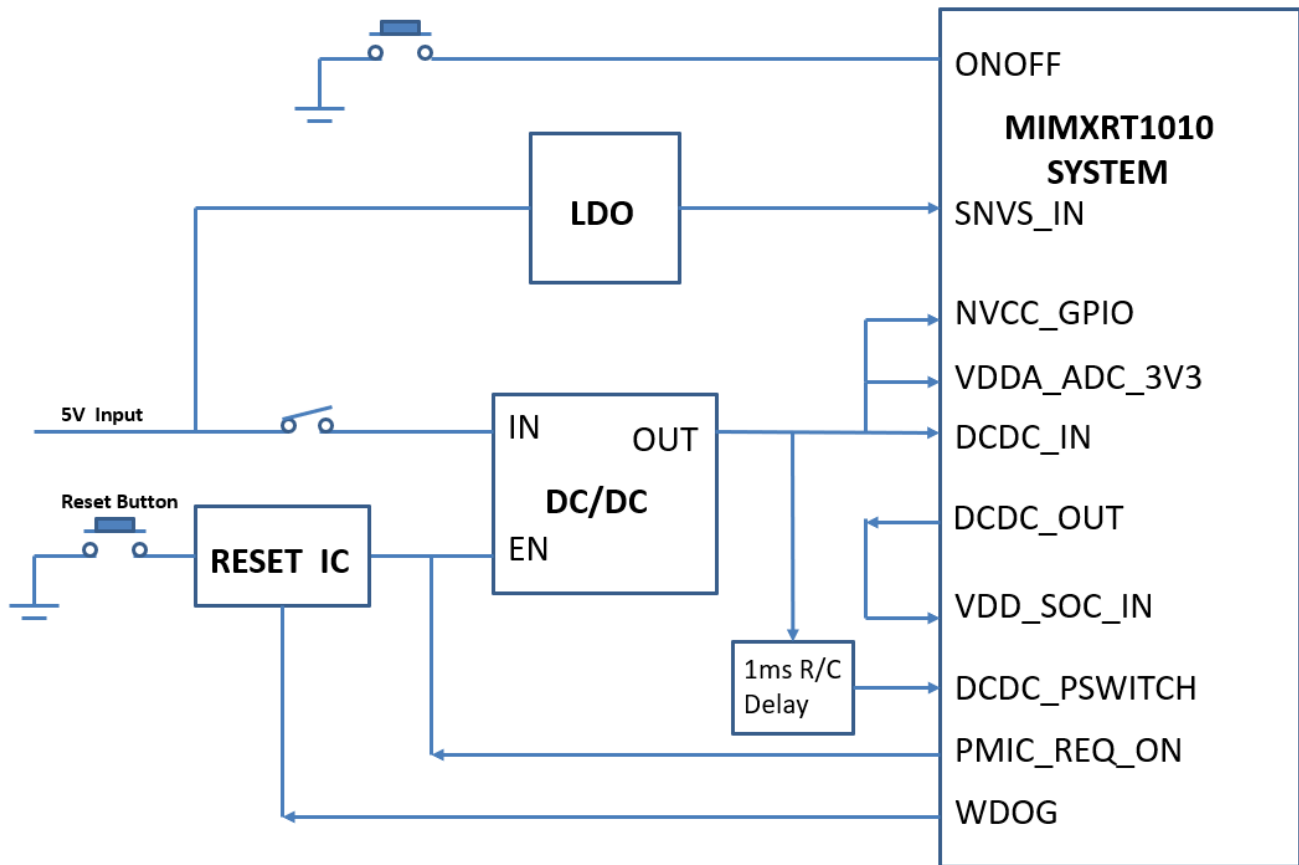 ONOFF
MIMXRT1010
SYSTEM
LDO
SNVS_IN
NVCC_GPIO
VDDA_ADC_3V3
5V Input
IN
OUT
DCDC_IN
DC/DC
Reset Button
RESET IC
EN
DCDC_OUT
VDD_SOC_IN
1ms R/C
Delay
DCDC_PSWITCH
PMIC_REQ_ON
WDOG